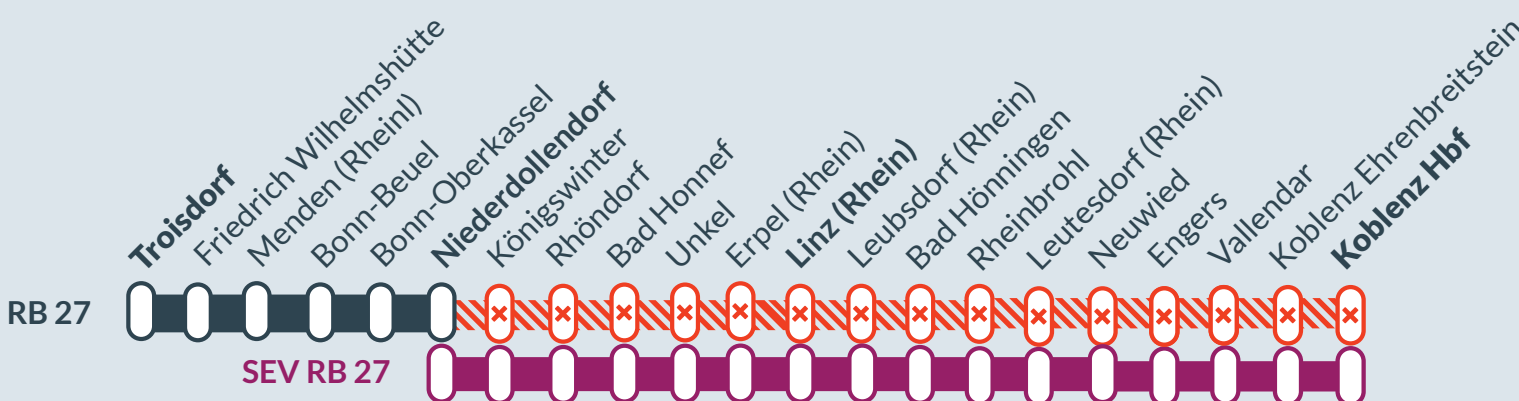 Troisdorf
Friedrich Wilhelmshütte
Menden (Rheinl)
Bonn-Beuel
Bonn-Oberkassel
Niederdollendorf
Königswinter
Rhöndorf
Bad Honnef
Unkel
Erpel (Rhein)
Linz (Rhein)
Leubsdorf (Rhein)
Bad Hönningen
Rheinbrohl
Leutesdorf (Rhein)
Neuwied
Engers
Vallendar
Koblenz Ehrenbreitstein
Koblenz Hbf
RB 27
SEV RB 27